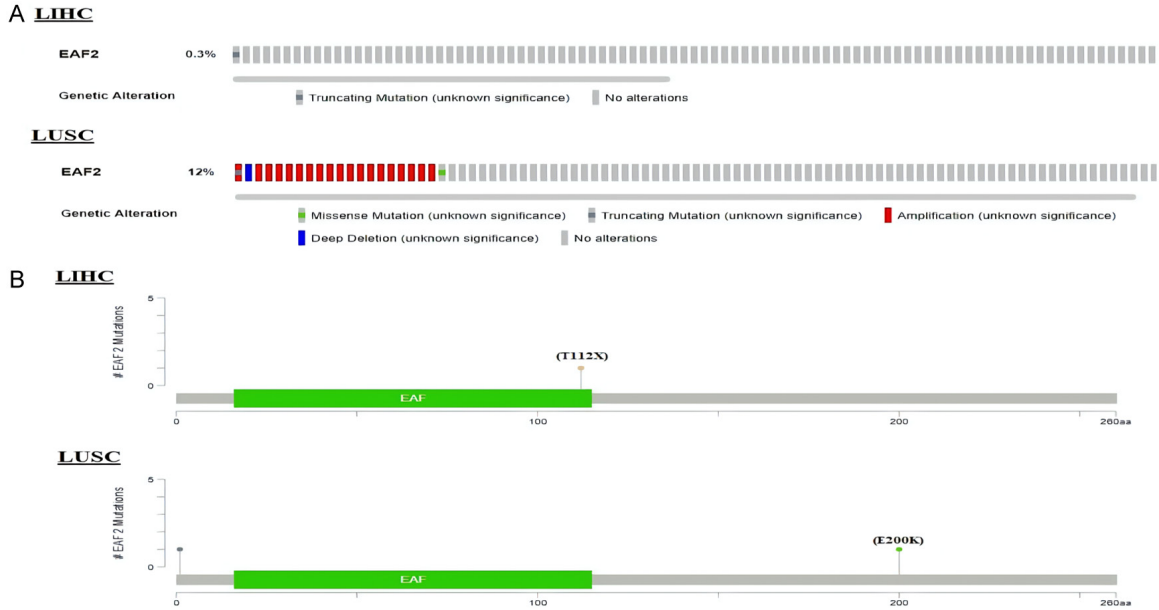 A LIHC
EAF2 0.3%
Genetic Alteration Truncating Mutation (unknown significance) No alterations
LUSC
EAF2 12%
Genetic Alteration Missense Mutation (unknown significance) Truncating Mutation (unknown significance) Amplification (unknown significance)
Deep Deletion (unknown significance) No alterations
B LIHC
# EAF2 Mutations
5
0
(T112X)
EAF
0 100 200 260aa
LUSC
# EAF2 Mutations
5
0
(E200K)
EAF
0 100 200 260aa